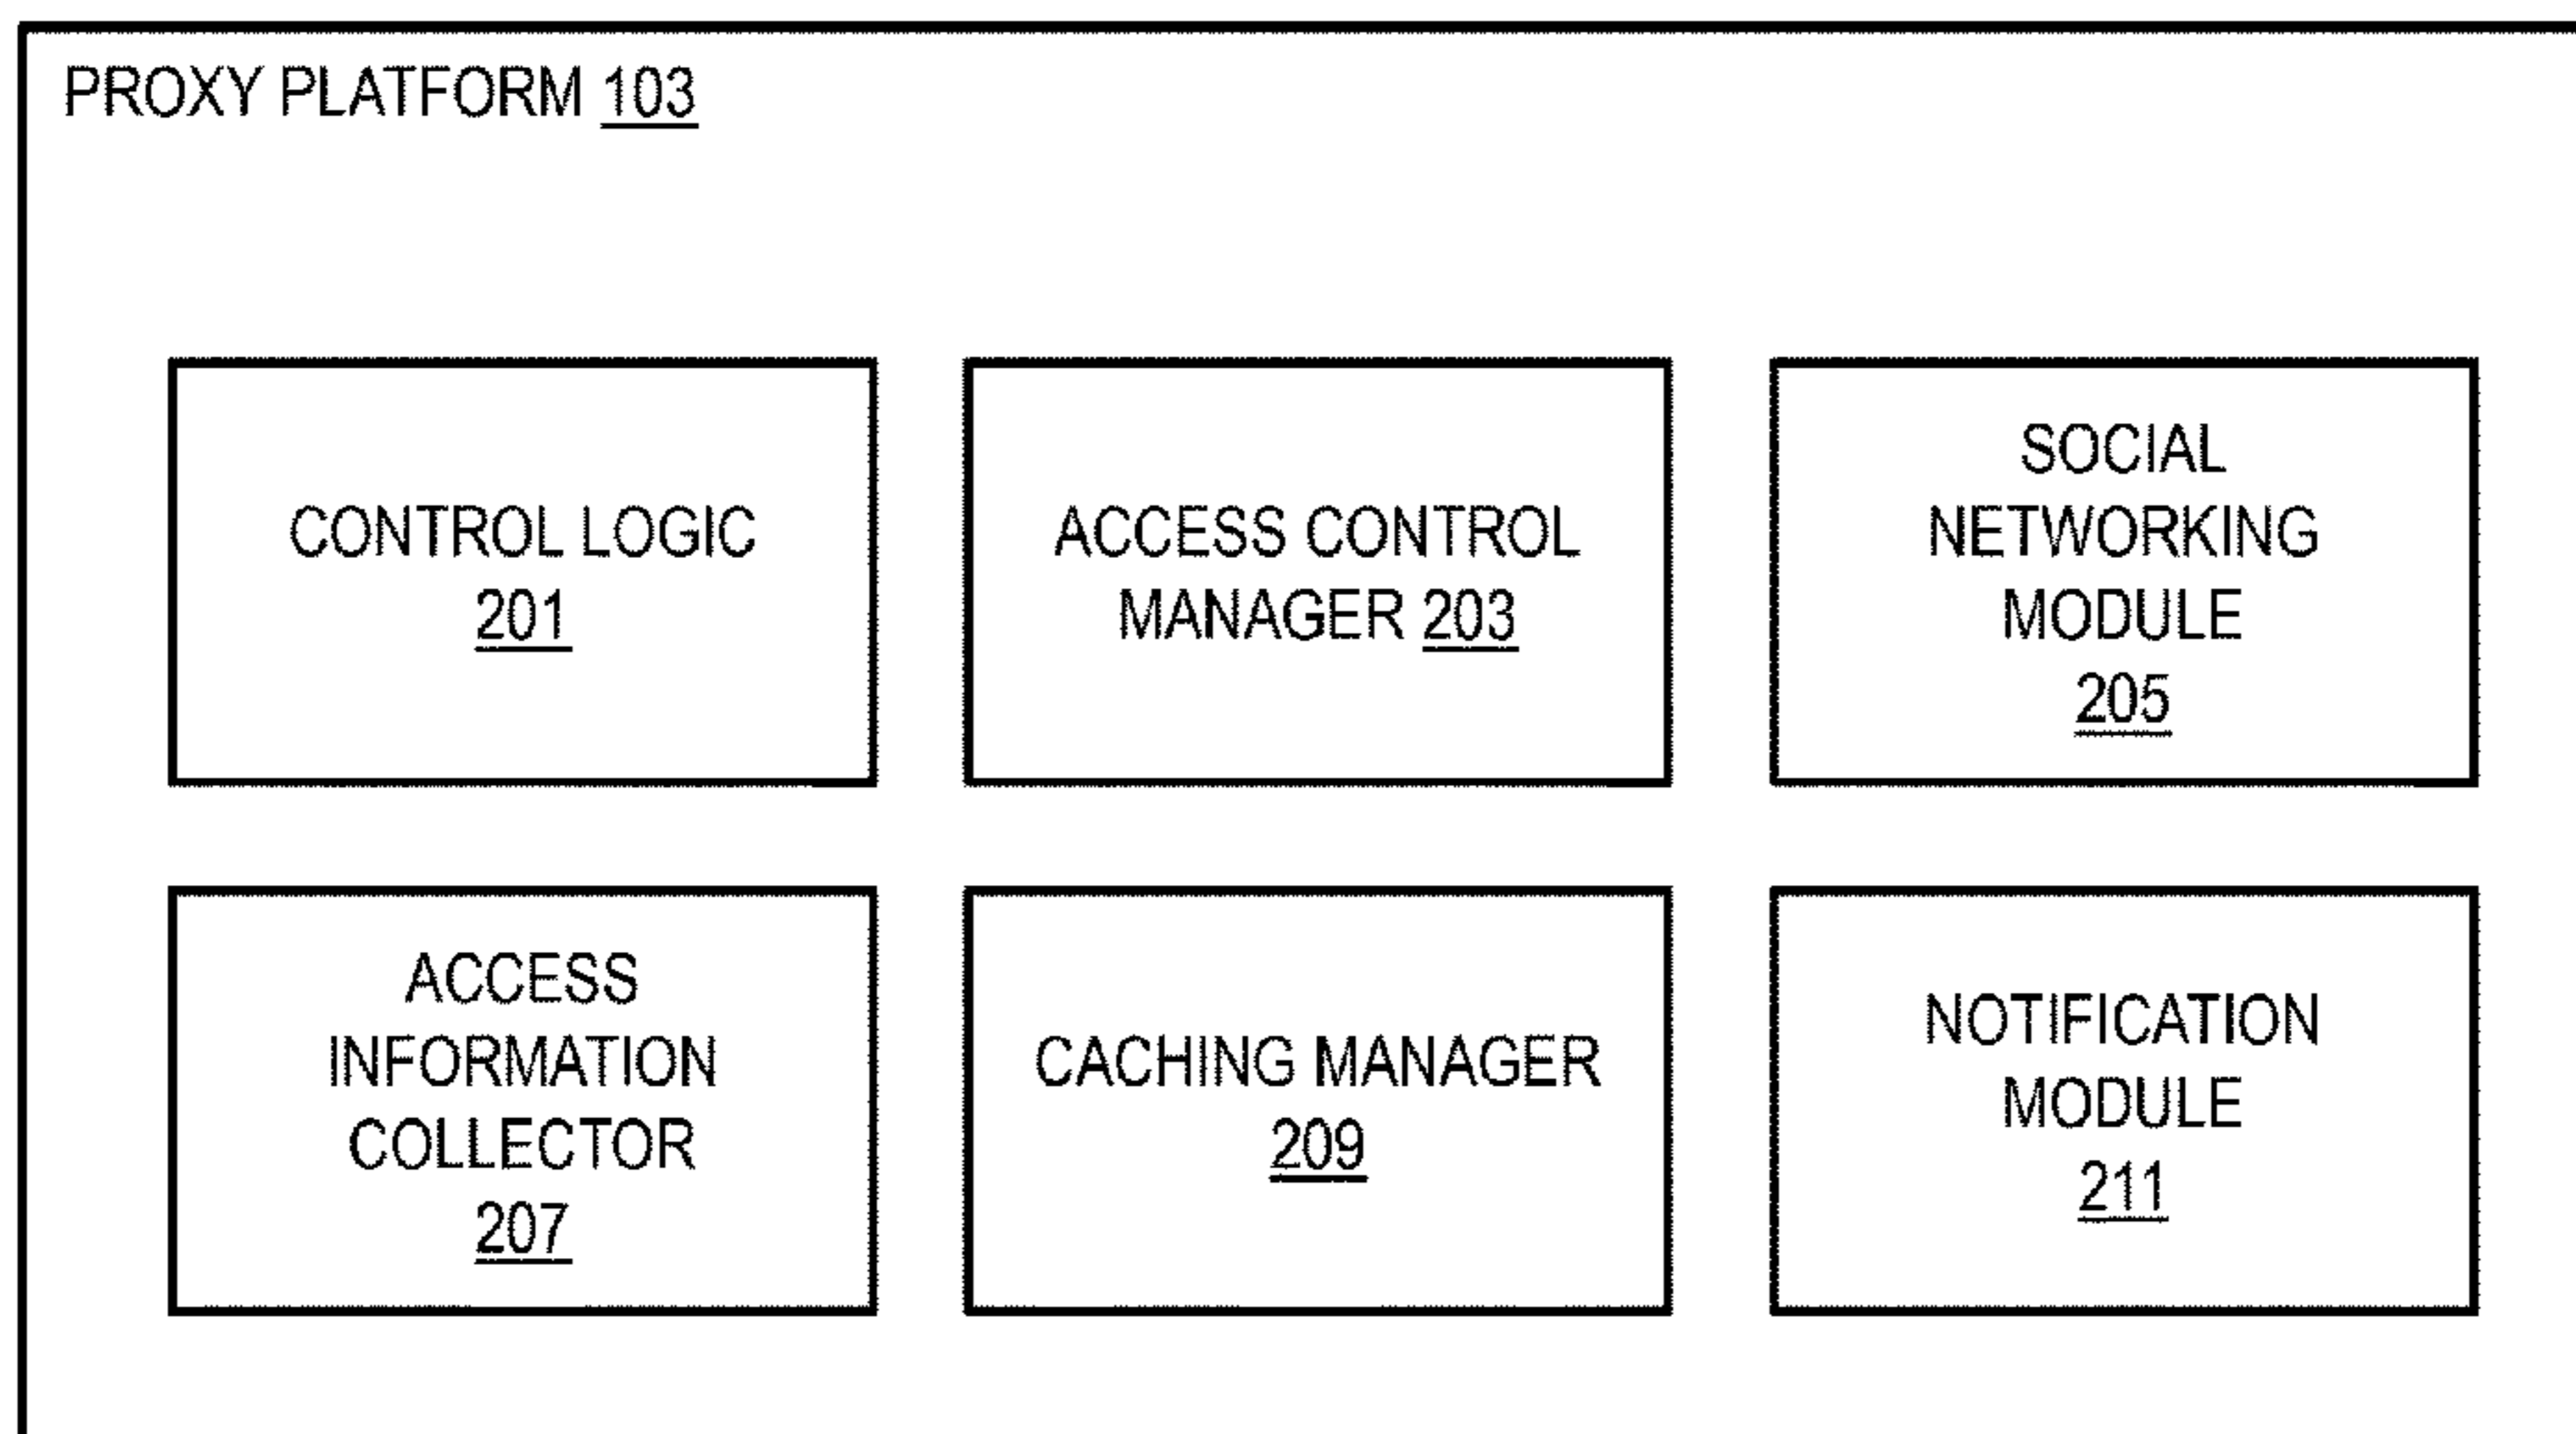 PROXY PLATFORM 103
CONTROL LOGIC
201
ACCESS CONTROL
MANAGER 203
SOCIAL
NETWORKING
MODULE
205
ACCESS
INFORMATION
COLLECTOR
207
CACHING MANAGER
209
NOTIFICATION
MODULE
211